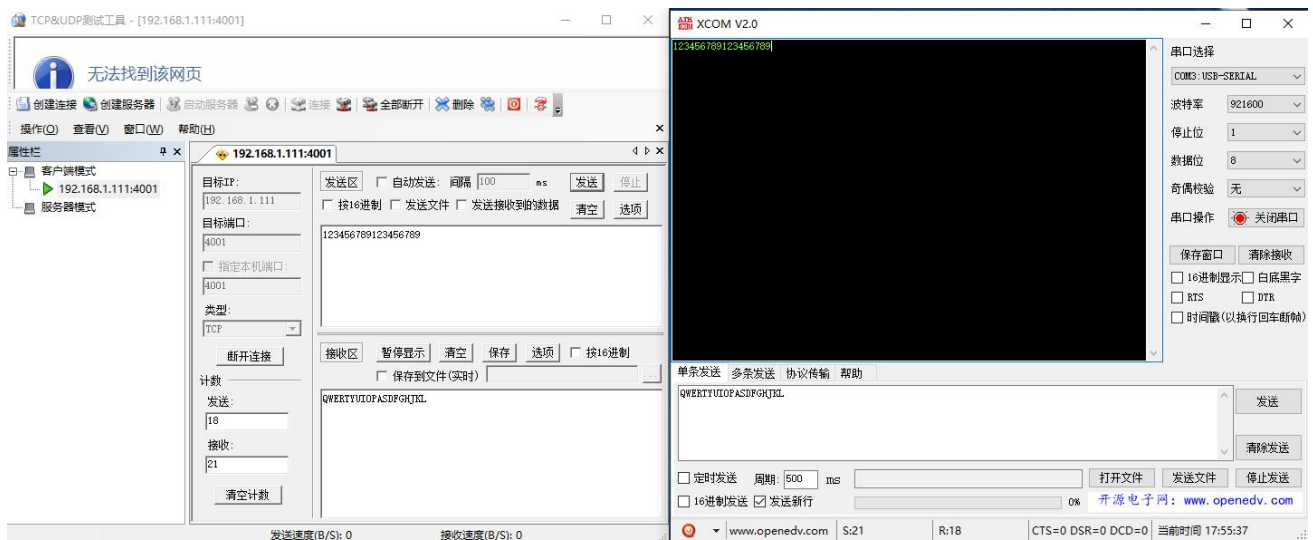 TCP&UDP测试工具 - [192.168.1.111:4001]
无法找到该网页
创建连接 创建服务器 启动服务器 连接 全部断开 删除
操作(O) 查看(V) 窗口(W) 帮助(H)
属性栏
客户端模式
192.168.1.111:4001
服务器模式
192.168.1.111:4001
目标IP:
192.168.1.111
目标端口:
4001
指定本机端口:
4001
类型:
TCP
断开连接
计数
发送:
18
接收:
21
清空计数
发送区 自动发送: 间隔 100 ms 发送 停止
按16进制 发送文件 发送接收到的数据 清空 选项
123456789123456789
接收区 暂停显示 清空 保存 选项 按16进制
保存到文件(实时) ...
QWERTYUIOPASDFGHJKL
发送速度(B/S): 0 接收速度(B/S): 0
ATK XCOM V2.0
123456789123456789
串口选择
COM3:USB-SERIAL
波特率 921600
停止位 1
数据位 8
奇偶校验 无
串口操作 关闭串口
保存窗口 清除接收
16进制显示 白底黑字
RTS DTR
时间戳(以换行回车断帧)
单条发送 多条发送 协议传输 帮助
QWERTYUIOPASDFGHJKL
发送
清除发送
定时发送 周期: 500 ms 打开文件 发送文件 停止发送
16进制发送 发送新行 0% 开源电子网: www.openedv.com
www.openedv.com S:21 R:18 CTS=0 DSR=0 DCD=0 当前时间 17:55:37